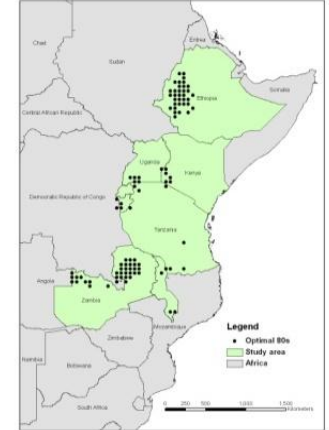 Chad
Sudan
Eritrea
Ethiopia
Somalia
Central African Republic
Uganda
Kenya
Democratic Republic of Congo
Tanzania
Angola
Zambia
Mozambique
Zimbabwe
Namibia
Botswana
South Africa
Legend
Optimal 80s
Study area
Africa
0 250 500 1,000 1,500
Kilometers